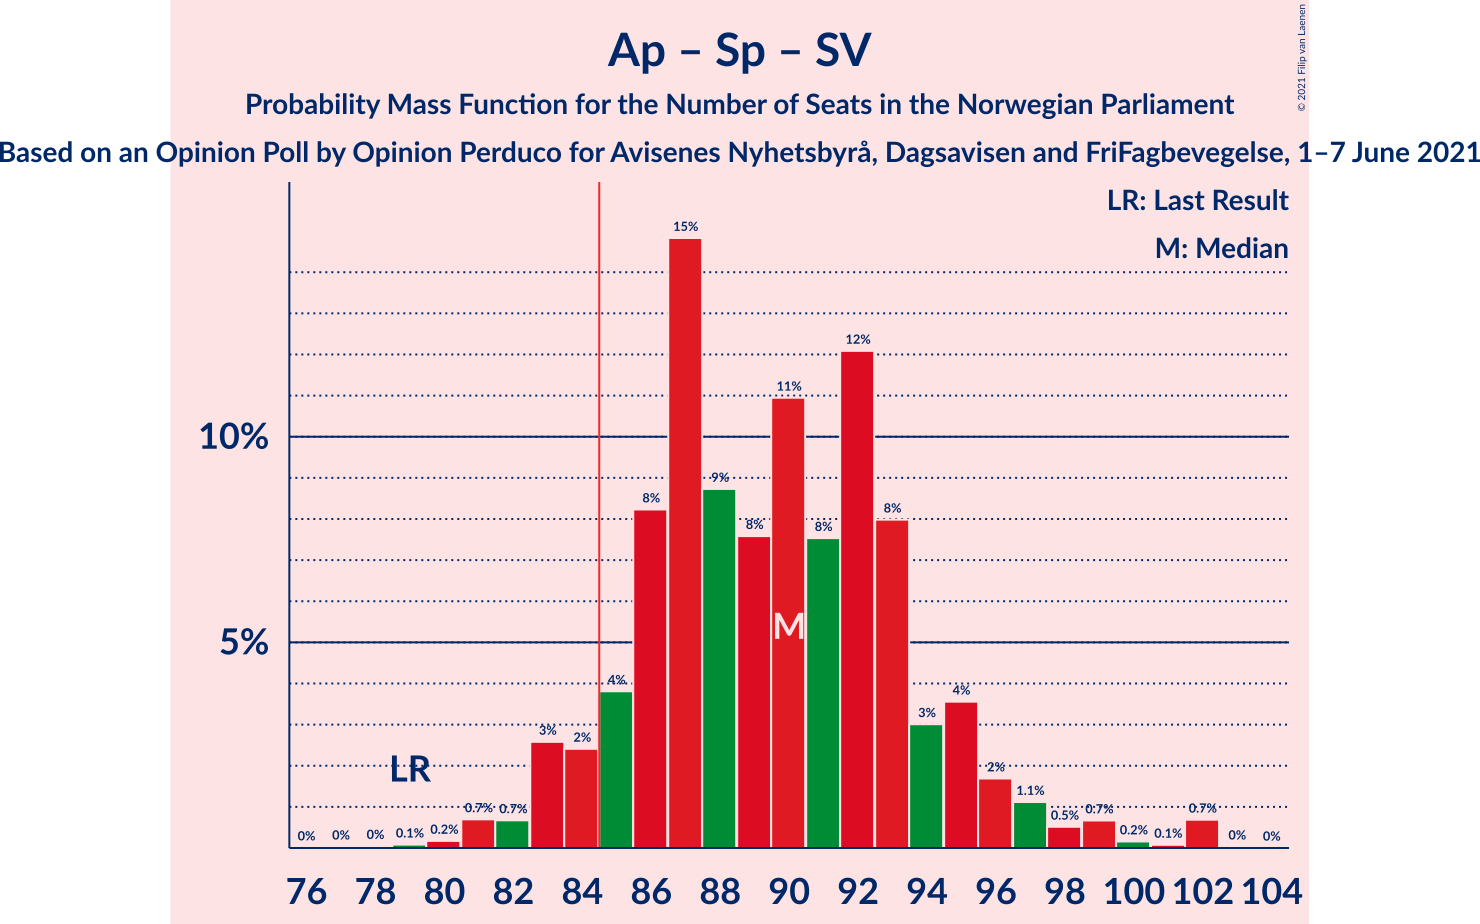 Ap – Sp – SV
Probability Mass Function for the Number of Seats in the Norwegian Parliament
Based on an Opinion Poll by Opinion Perduco for Avisenes Nyhetsbyrå, Dagsavisen and FriFagbevegelse, 1–7 June 2021
© 2021 Filip van Laenen
LR: Last Result
M: Median
10%
5%
LR
M
0% 0% 0% 0.1% 0.2% 0.7% 0.7% 3% 2% 4% 8% 15% 9% 8% 11% 8% 12% 8% 3% 4% 2% 1.1% 0.5% 0.7% 0.2% 0.1% 0.7% 0% 0%
76 78 80 82 84 86 88 90 92 94 96 98 100 102 104